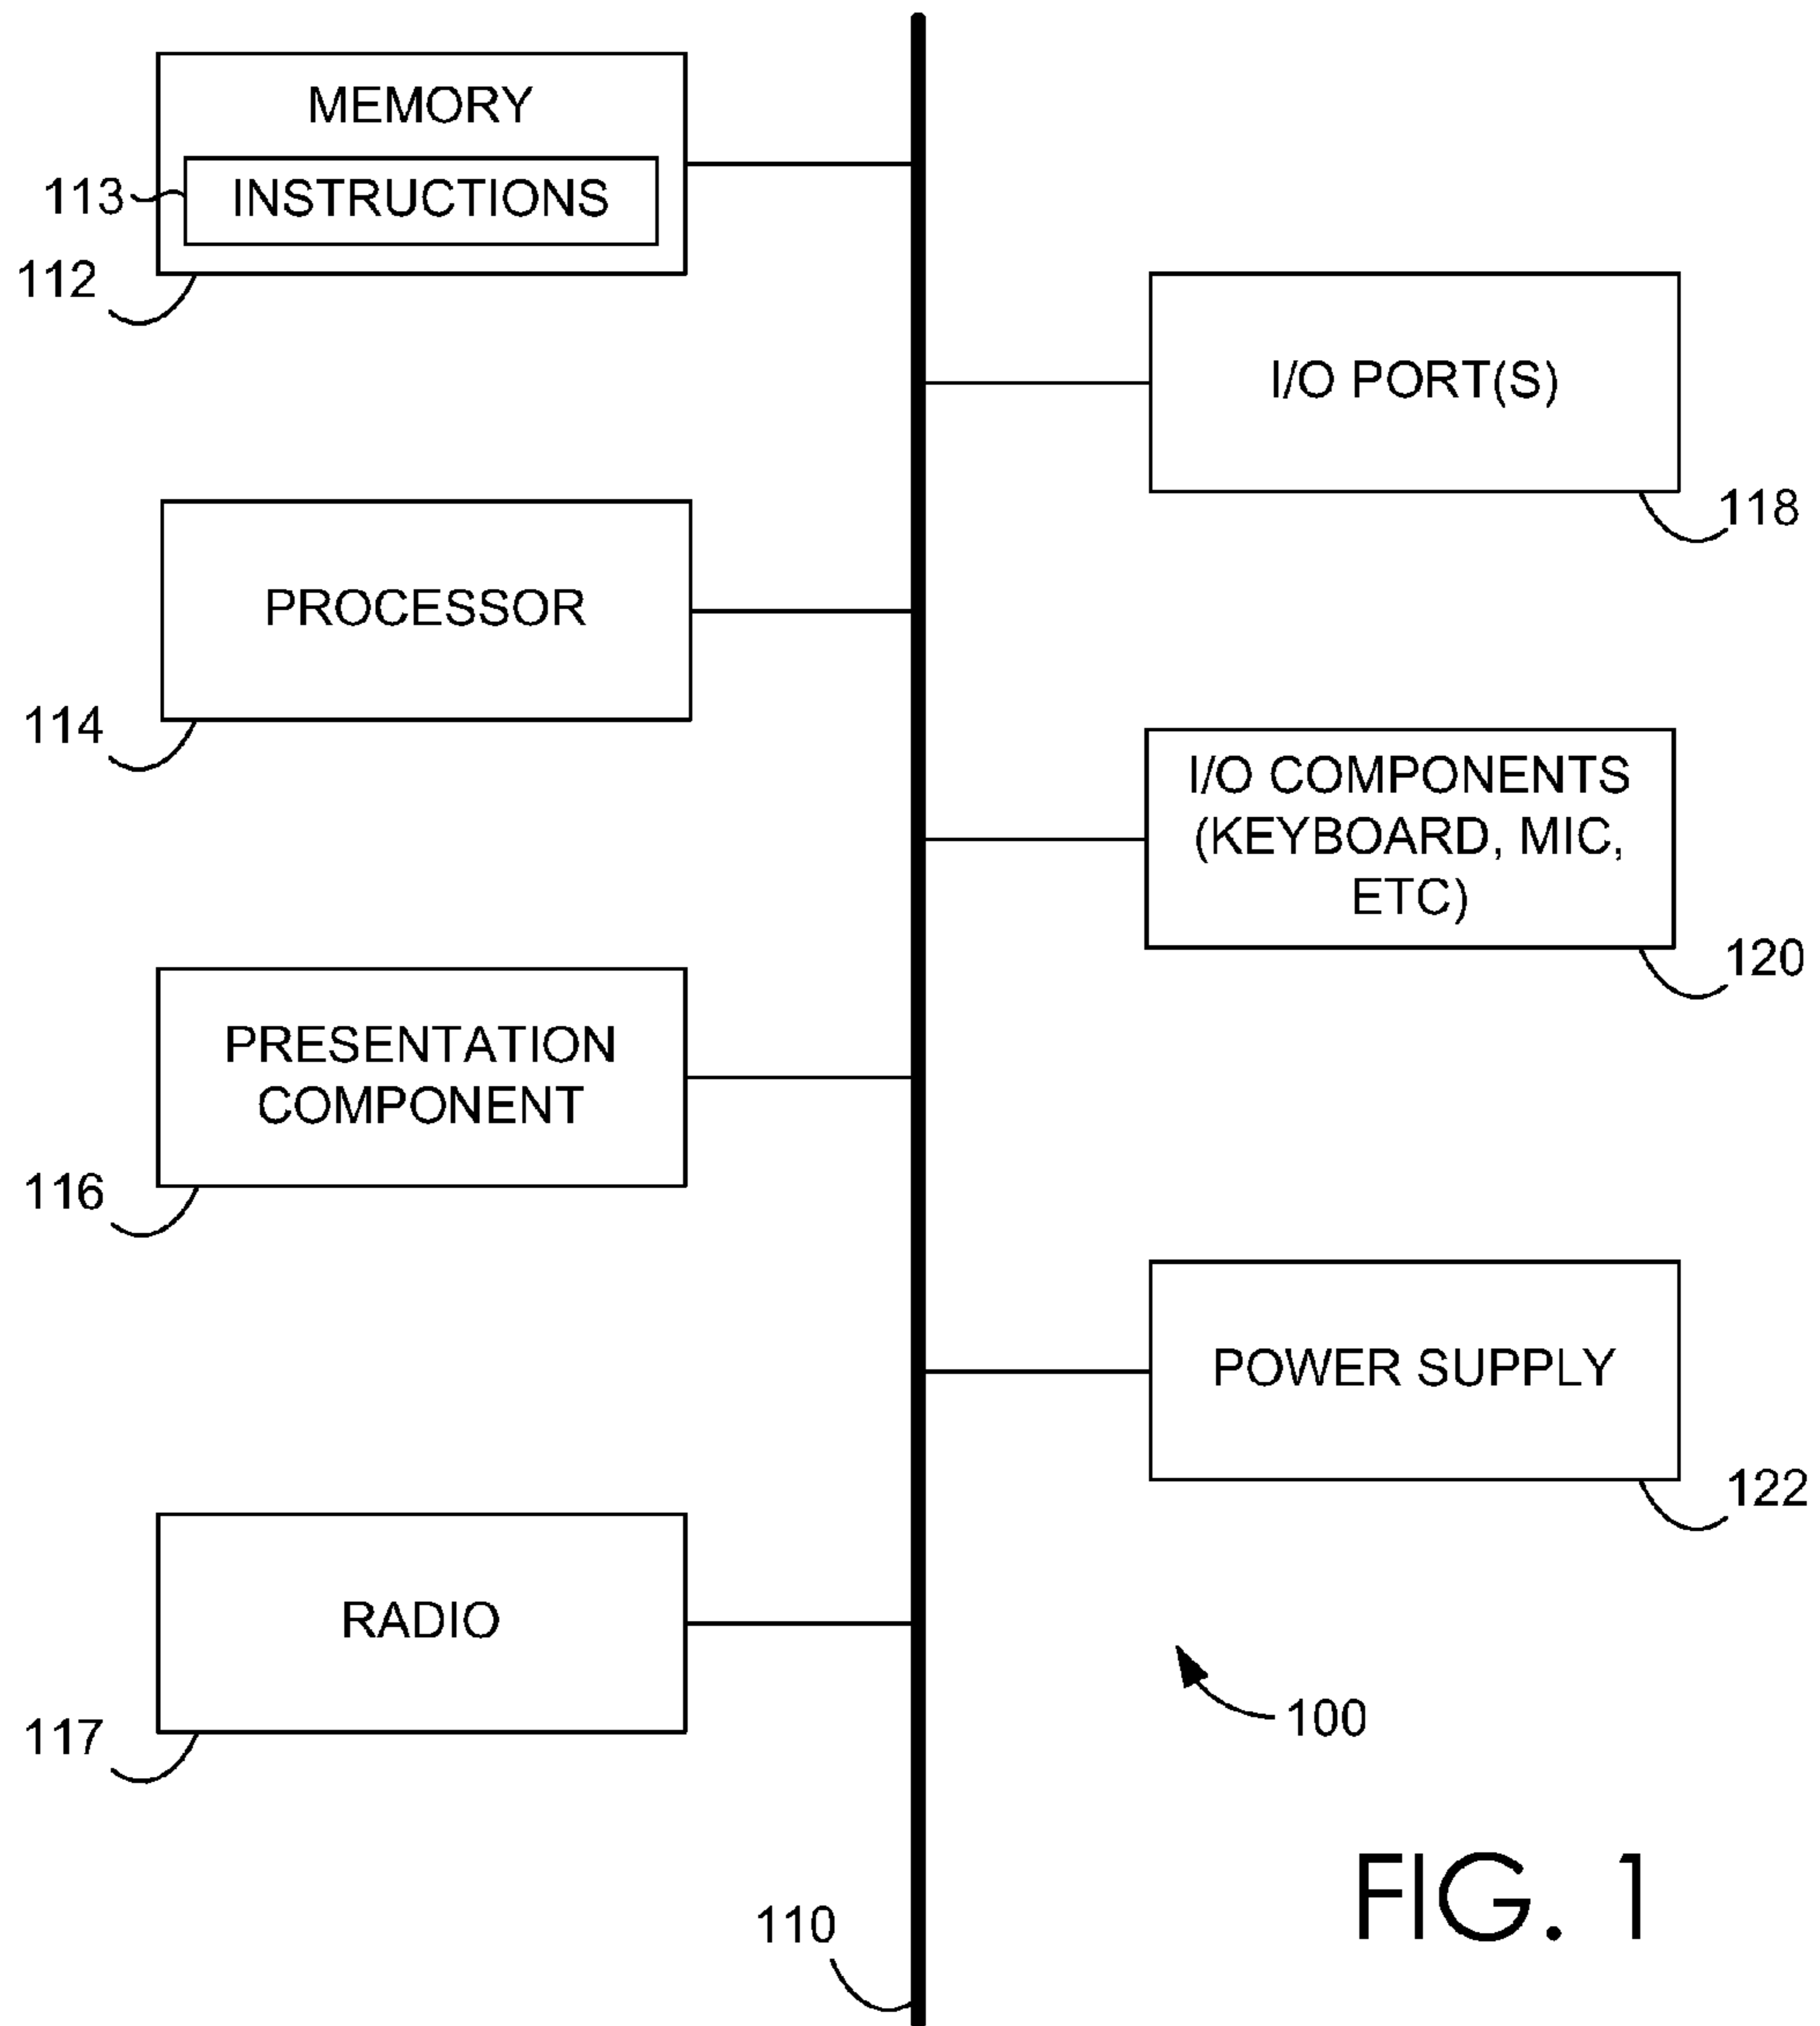 MEMORY
113
INSTRUCTIONS
112
I/O PORT(S)
118
PROCESSOR
114
I/O COMPONENTS
(KEYBOARD, MIC,
ETC)
120
PRESENTATION
COMPONENT
116
POWER SUPPLY
122
RADIO
117
100
110
FIG. 1